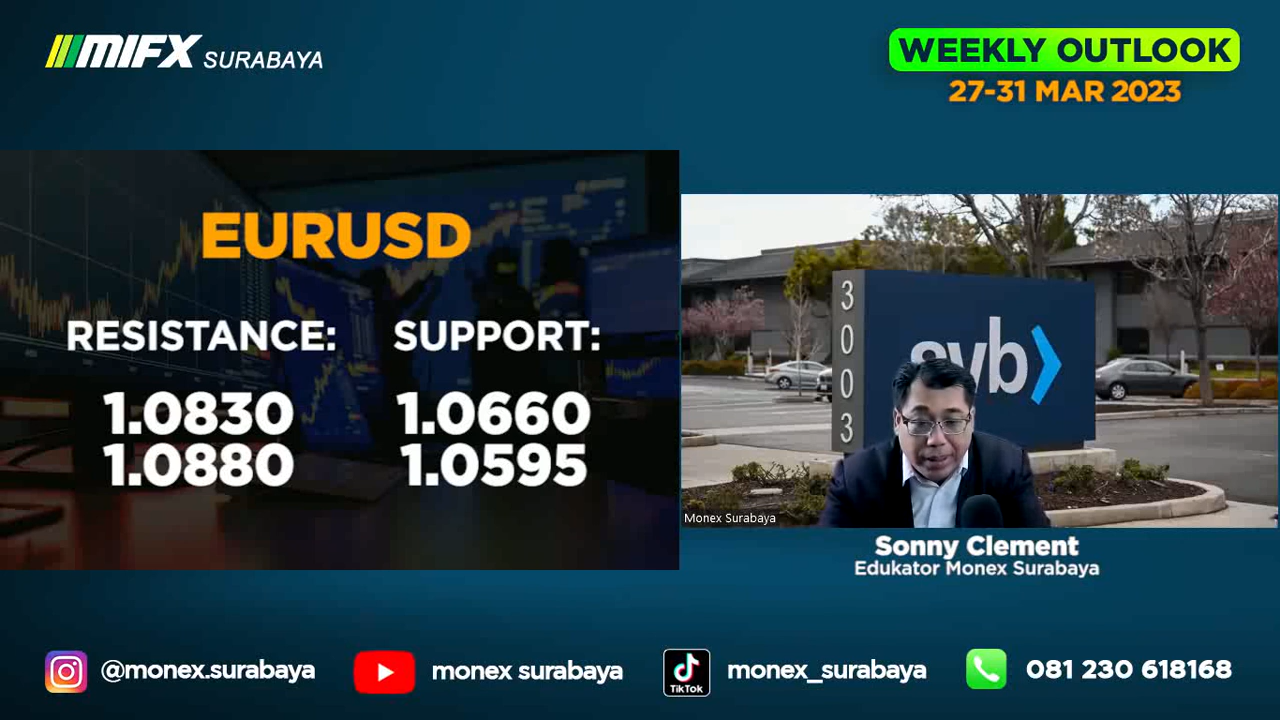 MIFX SURABAYA
WEEKLY OUTLOOK
27-31 MAR 2023
EURUSD
RESISTANCE: SUPPORT:
1.0830 1.0660
1.0880 1.0595
3003
svb
Monex Surabaya
Sonny Clement
Edukator Monex Surabaya
@monex.surabaya
monex surabaya
TikTok
monex_surabaya
081 230 618168